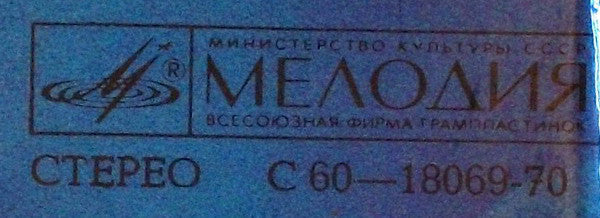 МИНИСТЕРСТВО КУЛЬТУРЫ СССР
® МЕЛОДИЯ
ВСЕСОЮЗНАЯ ФИРМА ГРАМПЛАСТИНОК
СТЕРЕО С 60—18069-70